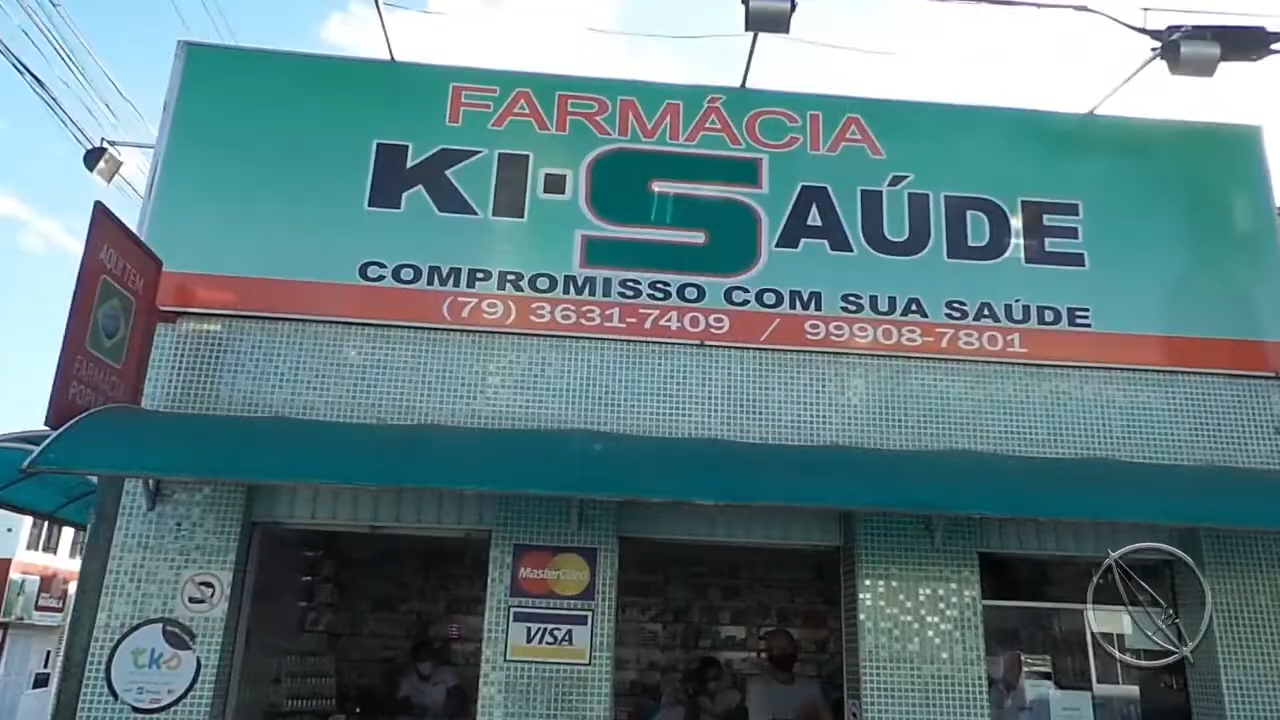 FARMÁCIA
KI·SAÚDE
COMPROMISSO COM SUA SAÚDE
(79) 3631-7409 / 99908-7801
AQUI TEM
FARMÁCIA
POPULAR
MasterCard
VISA